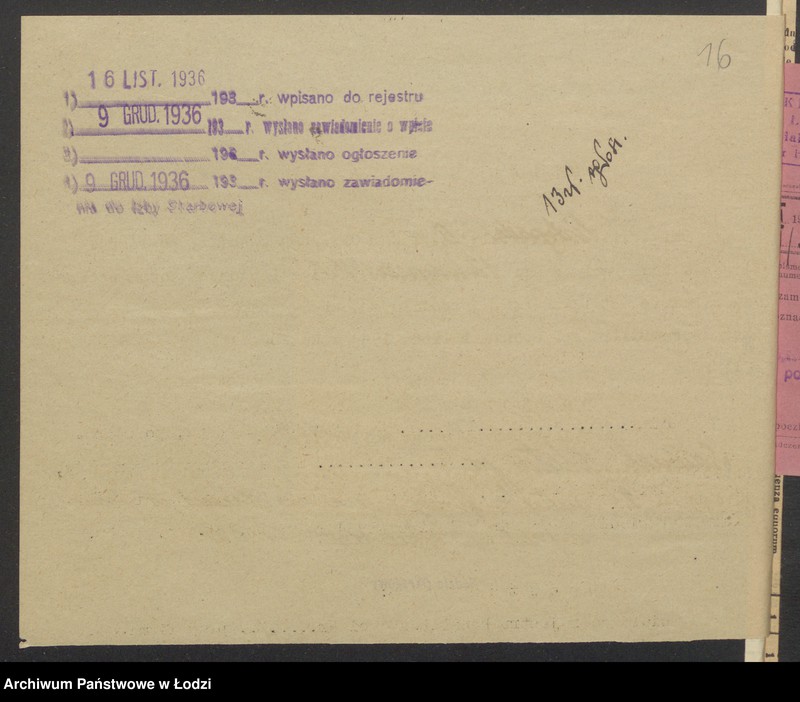 16
16 LIST. 1936
1) 193 r. wpisano do rejestru
9 GRUD. 1936
2) 193 r. wysłano zawiadomienie o wpisie
3) 193 r. wysłano ogłoszenie
4) 9 GRUD. 1936 193 r. wysłano zawiadomie-
nie do Izby Skarbowej
Archiwum Państwowe w Łodzi